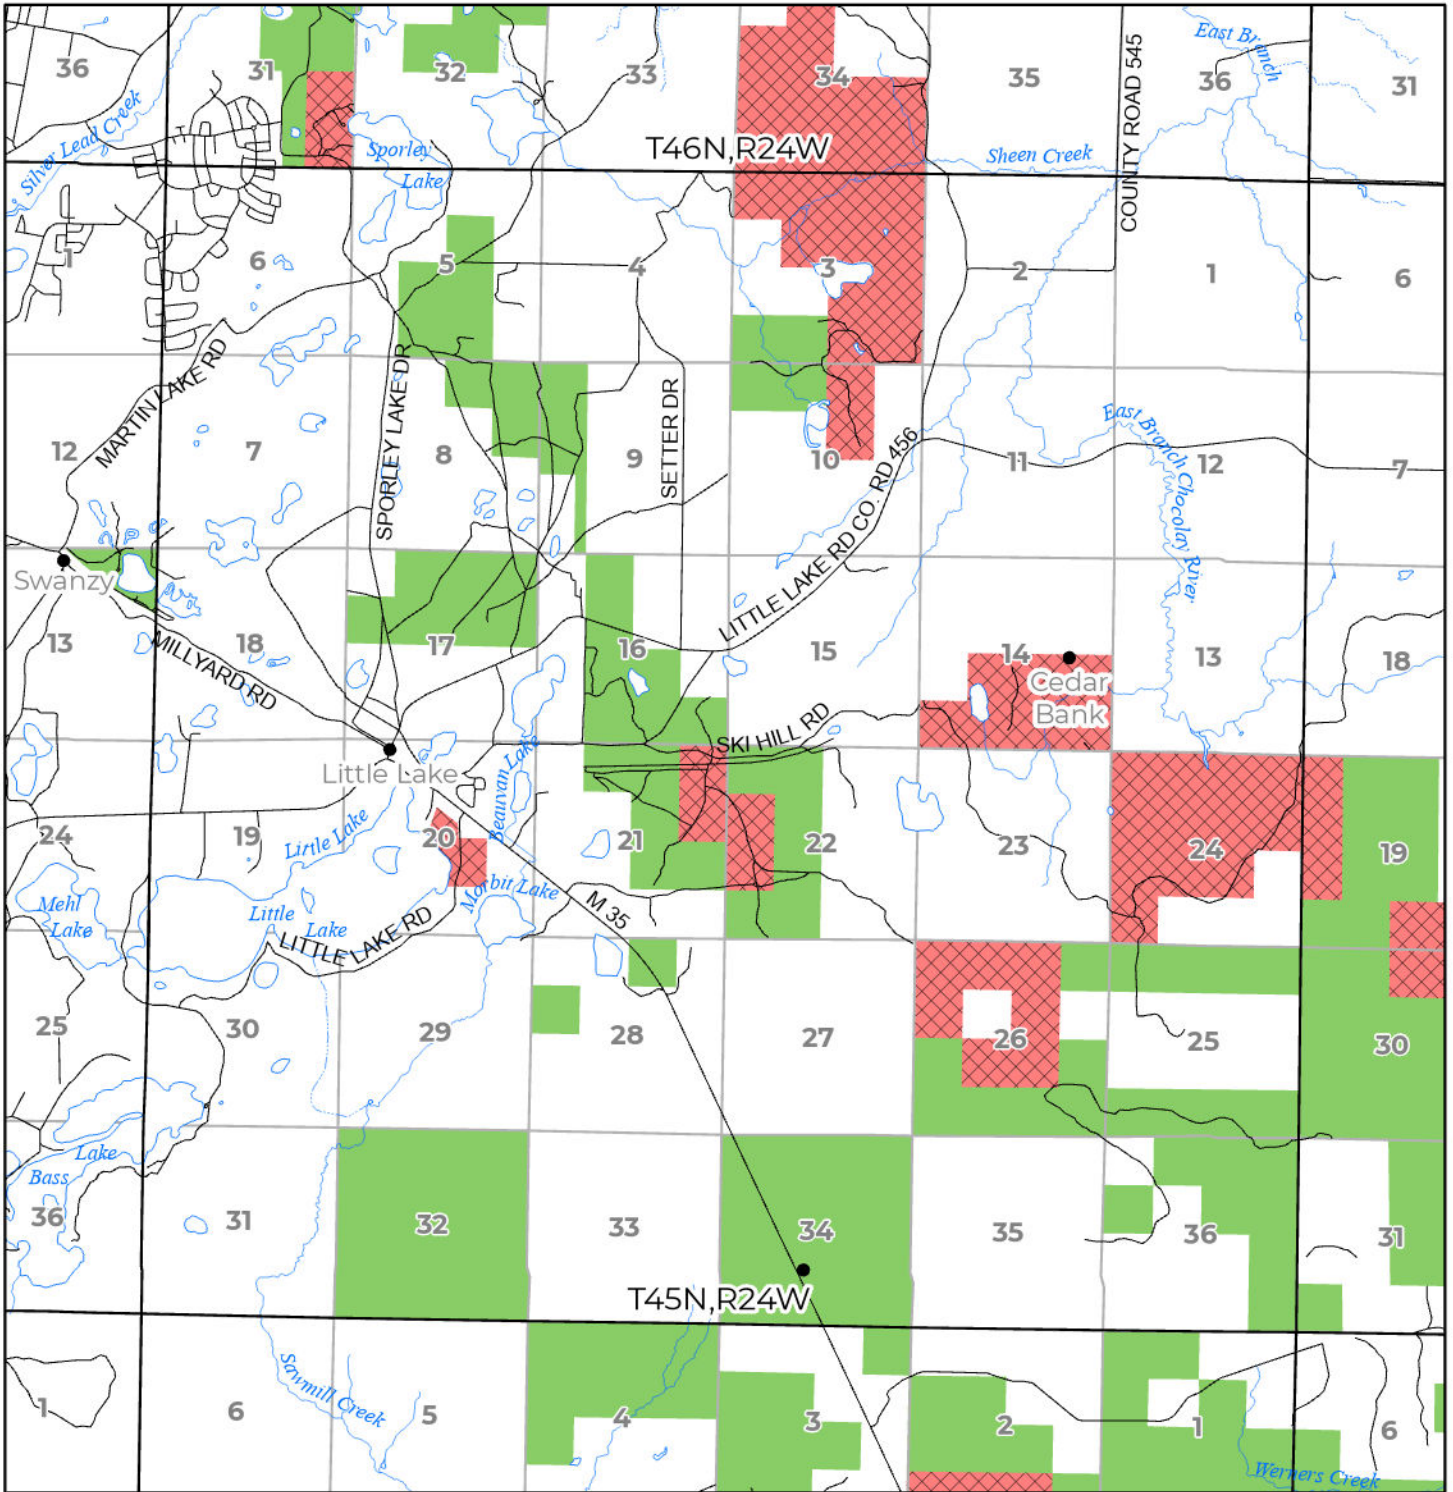 36
31
32
33
34
35
36
31
East Branch
COUNTY ROAD 545
Silver Lead Creek
Sporley
Lake
T46N,R24W
Sheen Creek
1
6
5
4
3
2
1
6
MARTIN LAKE RD
SPORLEY LAKE DR
SETTER DR
12
7
8
9
10
11
12
7
East Branch Chocolay River
LITTLE LAKE RD CO. RD 456
Swanzy
13
18
17
16
15
14
13
18
MILLYARD RD
Cedar
Bank
SKI HILL RD
Little Lake
Beauvan Lake
24
19
20
21
22
23
24
19
Little Lake
Mehl
Lake
Little
Lake
Morbit Lake
M 35
LITTLE LAKE RD
25
30
29
28
27
26
25
30
Lake
Bass
36
31
32
33
34
35
36
31
T45N,R24W
Sawmill Creek
1
6
5
4
3
2
1
6
Werners Creek